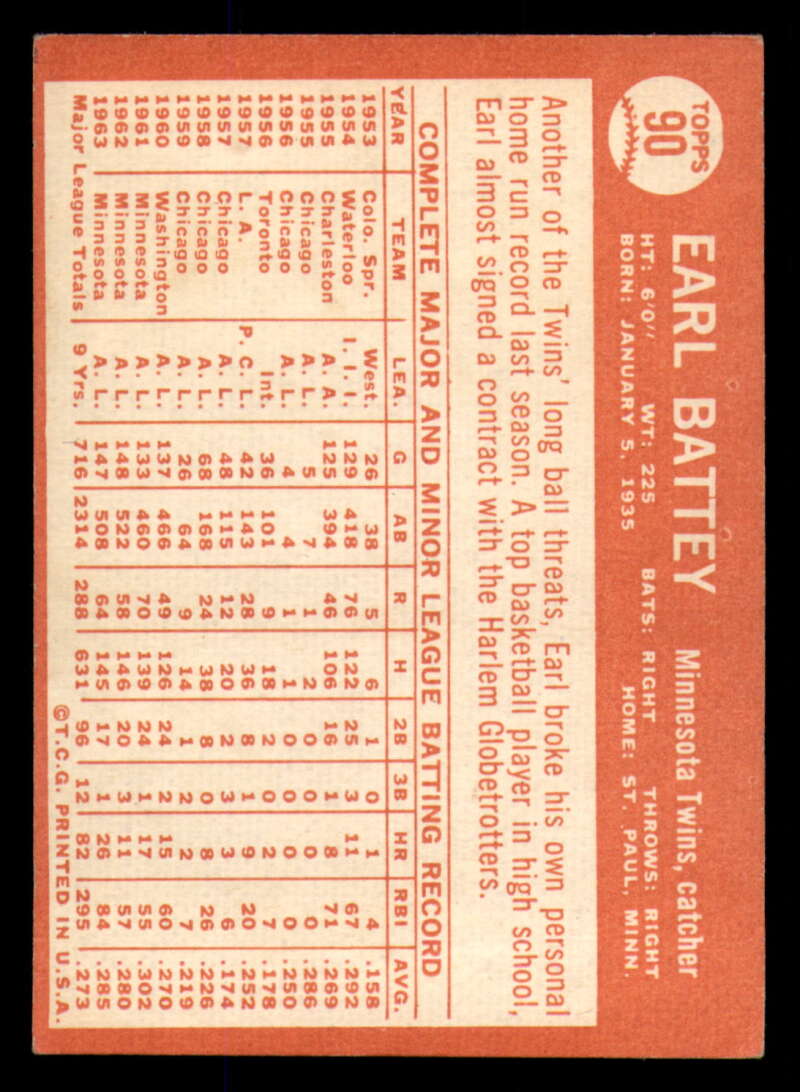 TOPPS
90
EARL BATTEY Minnesota Twins, catcher
HT: 6'0" WT: 225 BATS: RIGHT THROWS: RIGHT
BORN: JANUARY 5, 1935 HOME: ST. PAUL, MINN.
Another of the Twins' long ball threats, Earl broke his own personal
home run record last season. A top basketball player in high school,
Earl almost signed a contract with the Harlem Globetrotters.
COMPLETE MAJOR AND MINOR LEAGUE BATTING RECORD
YEAR TEAM LEA. G AB R H 2B 3B HR RBI AVG.
1953 Colo. Spr. West. 26 38 5 6 1 0 1 4 .158
1954 Waterloo I. I. I. 129 418 76 122 25 3 11 67 .292
1955 Charleston A. A. 125 394 46 106 16 1 8 71 .269
1955 Chicago A. L. 5 7 1 2 0 0 0 0 .286
1956 Chicago A. L. 4 4 1 1 0 0 0 0 .250
1956 Toronto Int. 36 101 9 18 2 0 2 7 .178
1957 L. A. P. C. L. 42 143 28 36 8 1 9 20 .252
1957 Chicago A. L. 48 115 12 20 2 3 3 6 .174
1958 Chicago A. L. 68 168 24 38 8 0 8 26 .226
1959 Chicago A. L. 26 64 9 14 1 2 2 7 .219
1960 Washington A. L. 137 466 49 126 24 2 15 60 .270
1961 Minnesota A. L. 133 460 70 139 24 1 17 55 .302
1962 Minnesota A. L. 148 522 58 146 20 3 11 57 .280
1963 Minnesota A. L. 147 508 64 145 17 1 26 84 .285
Major League Totals 9 Yrs. 716 2314 288 631 96 12 82 295 .273
©T.C.G. PRINTED IN U.S.A.